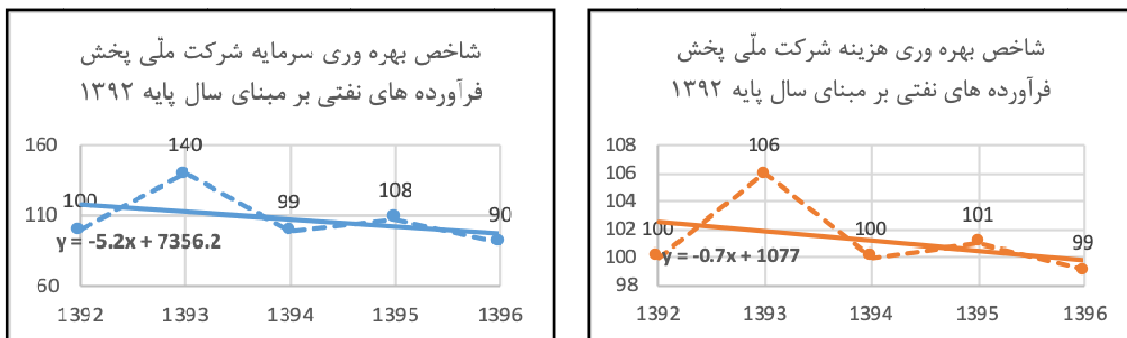 شاخص بهره وری سرمایه شرکت ملّی پخش
فرآورده های نفتی بر مبنای سال پایه ۱۳۹۲
160
110
60
100
140
99
108
90
y = -5.2x + 7356.2
1392 1393 1394 1395 1396
شاخص بهره وری هزینه شرکت ملّی پخش
فرآورده های نفتی بر مبنای سال پایه ۱۳۹۲
108
106
104
102
100
98
100
106
100
101
99
y = -0.7x + 1077
1392 1393 1394 1395 1396